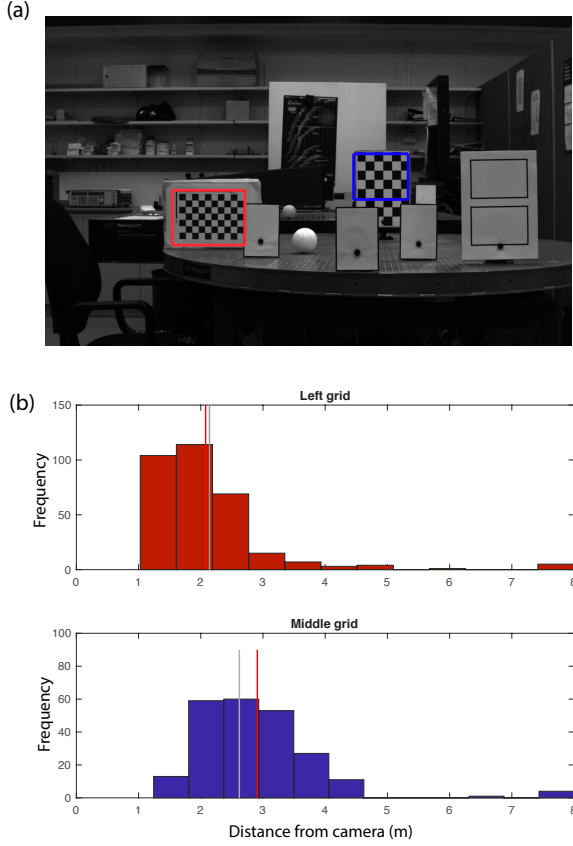 (a)
Newport
(b)
Left grid
150
100
50
0
Frequency
0 1 2 3 4 5 6 7 8
Middle grid
100
80
60
40
20
0
Frequency
0 1 2 3 4 5 6 7 8
Distance from camera (m)